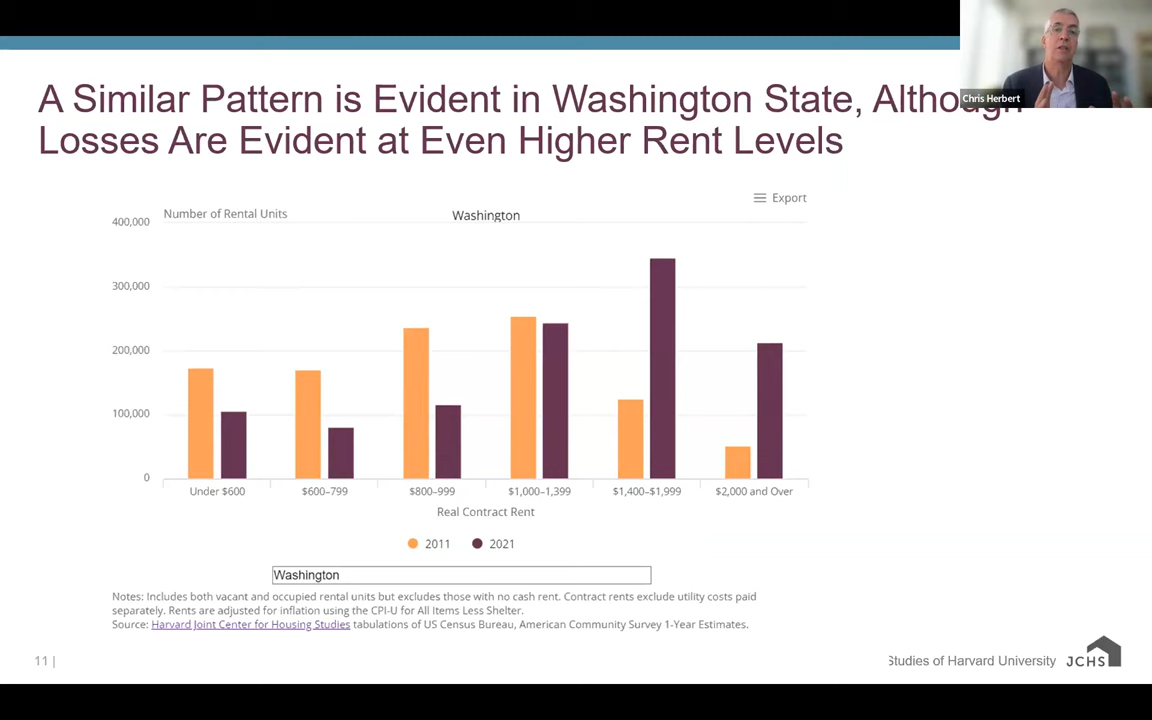 Chris Herbert
A Similar Pattern is Evident in Washington State, Although
Losses Are Evident at Even Higher Rent Levels
Export
Number of Rental Units
Washington
400,000
300,000
200,000
100,000
0
Under $600 $600–799 $800–999 $1,000–1,399 $1,400–$1,999 $2,000 and Over
Real Contract Rent
2011 2021
Washington
Notes: Includes both vacant and occupied rental units but excludes those with no cash rent. Contract rents exclude utility costs paid
separately. Rents are adjusted for inflation using the CPI-U for All Items Less Shelter.
Source: Harvard Joint Center for Housing Studies tabulations of US Census Bureau, American Community Survey 1-Year Estimates.
11 |
Studies of Harvard University JCHS